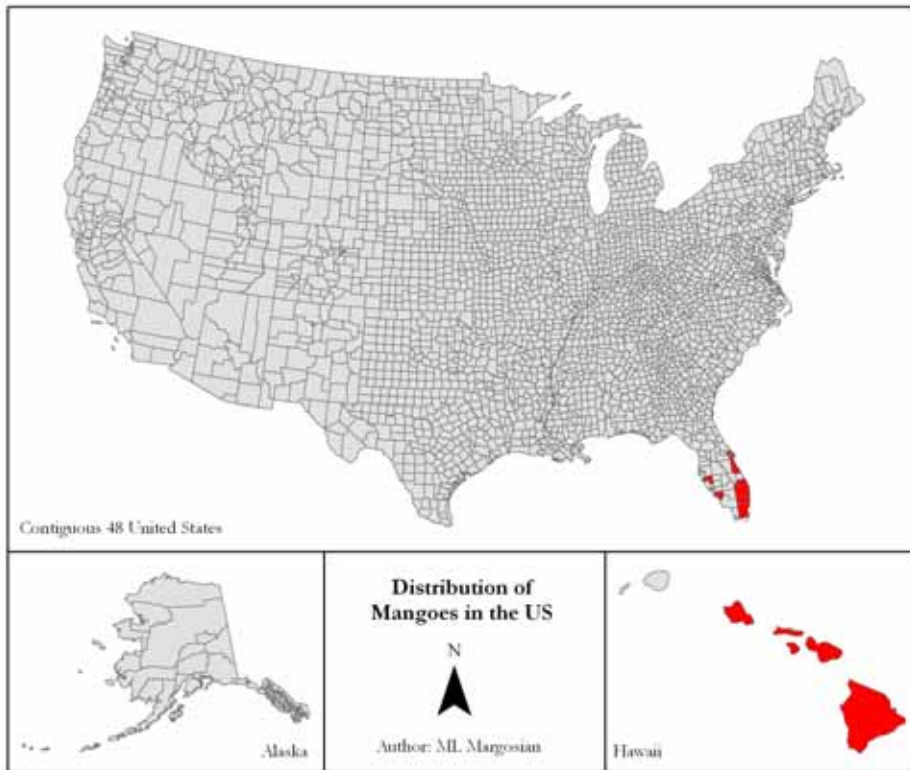 Contiguous 48 United States
Alaska
Distribution of
Mangoes in the US
N
Author: ML Margosian
Hawaii